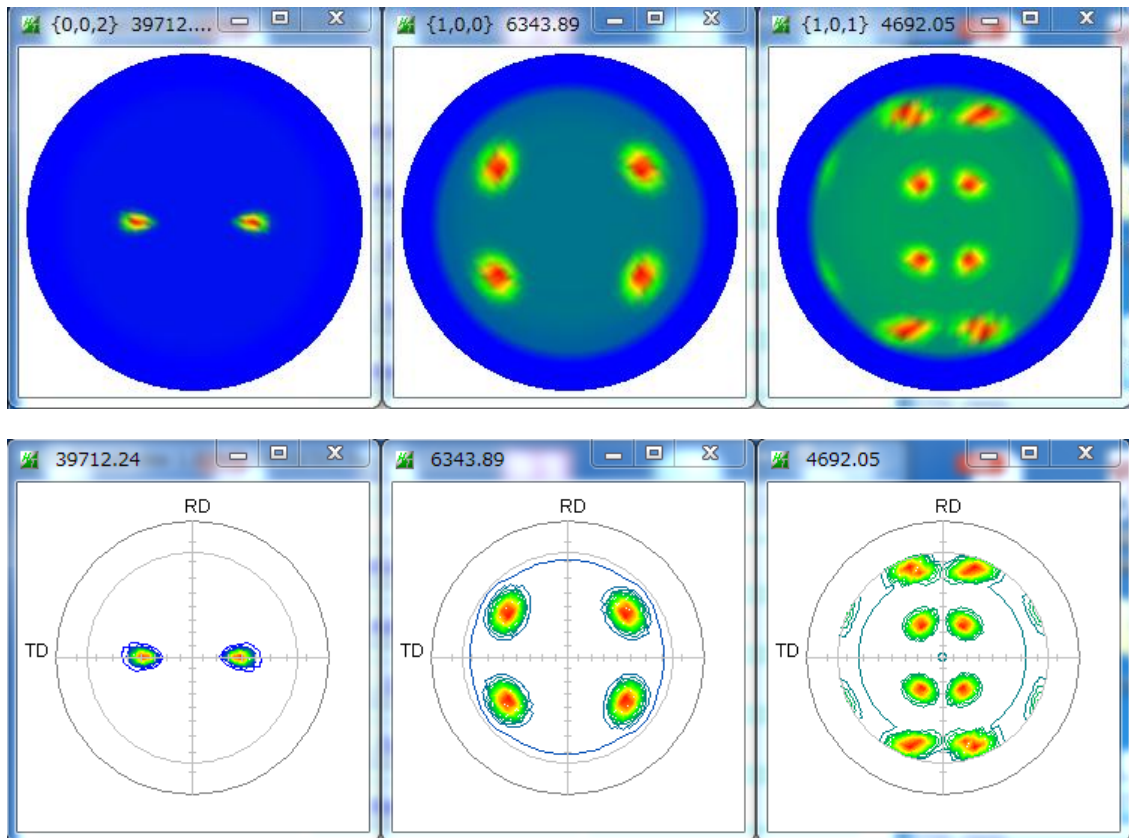 {0,0,2} 39712....
{1,0,0} 6343.89
{1,0,1} 4692.05
39712.24
6343.89
4692.05
RD
RD
RD
TD
TD
TD